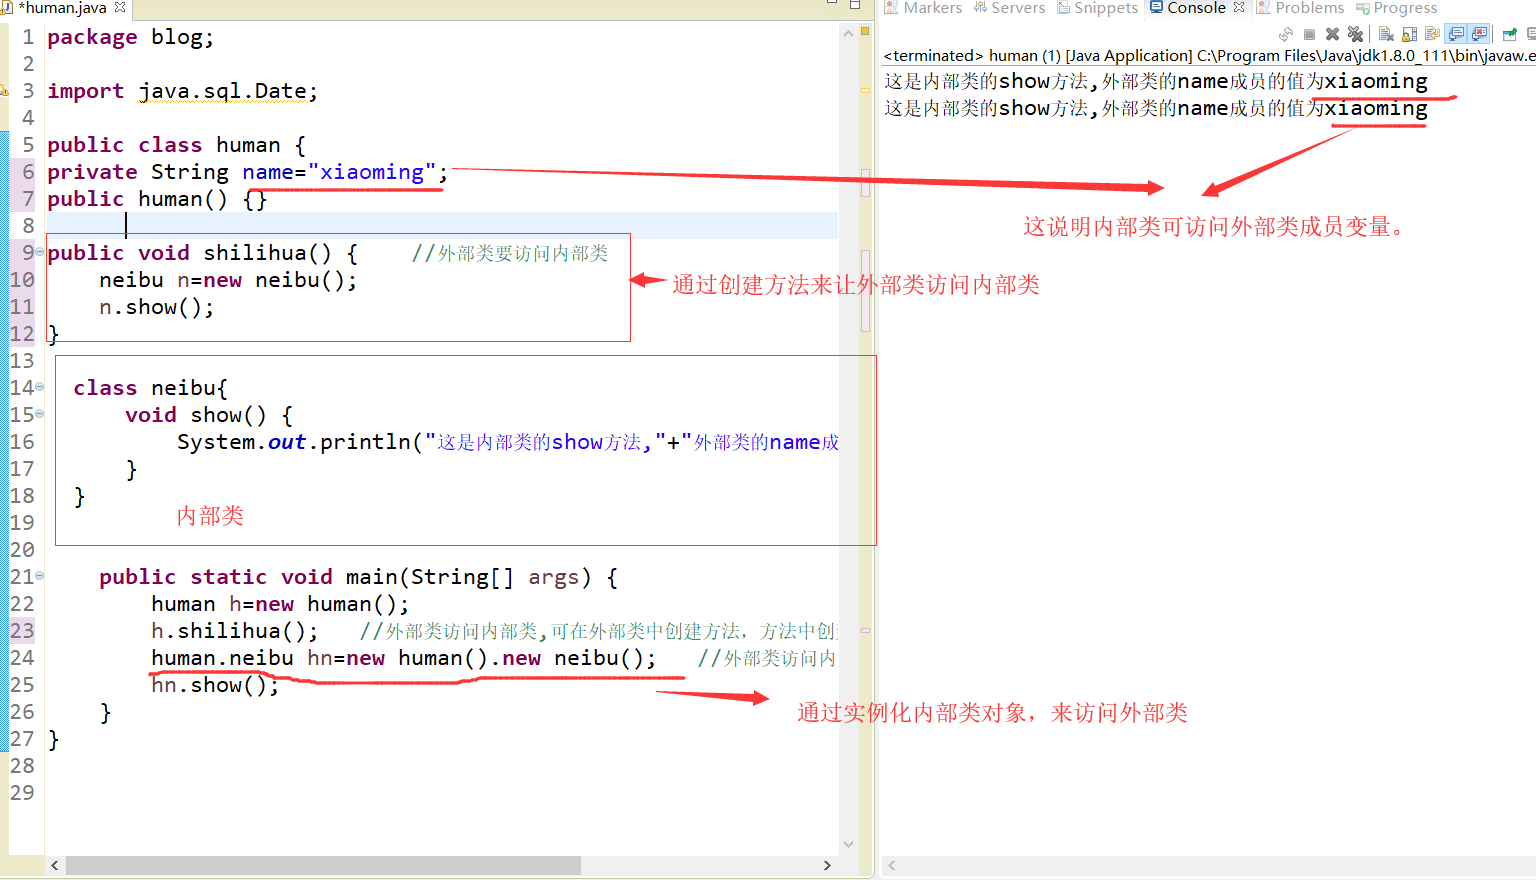 *human.java
1 package blog;
2
3 import java.sql.Date;
4
5 public class human {
6 private String name="xiaoming";
7 public human() {}
8
9 public void shilihua() {    //外部类要访问内部类
10 neibu n=new neibu();
11 n.show();
12 }
13
14 class neibu{
15 void show() {
16 System.out.println("这是内部类的show方法,"+"外部类的name成
17 }
18 }
19
20
21 public static void main(String[] args) {
22 human h=new human();
23 h.shilihua();   //外部类访问内部类,可在外部类中创建方法，方法中创
24 human.neibu hn=new human().new neibu();   //外部类访问内
25 hn.show();
26 }
27 }
28
29
通过创建方法来让外部类访问内部类
内部类
通过实例化内部类对象，来访问外部类
Markers Servers Snippets Console Problems Progress
<terminated> human (1) [Java Application] C:\Program Files\Java\jdk1.8.0_111\bin\javaw.e
这是内部类的show方法,外部类的name成员的值为xiaoming
这是内部类的show方法,外部类的name成员的值为xiaoming
这说明内部类可访问外部类成员变量。